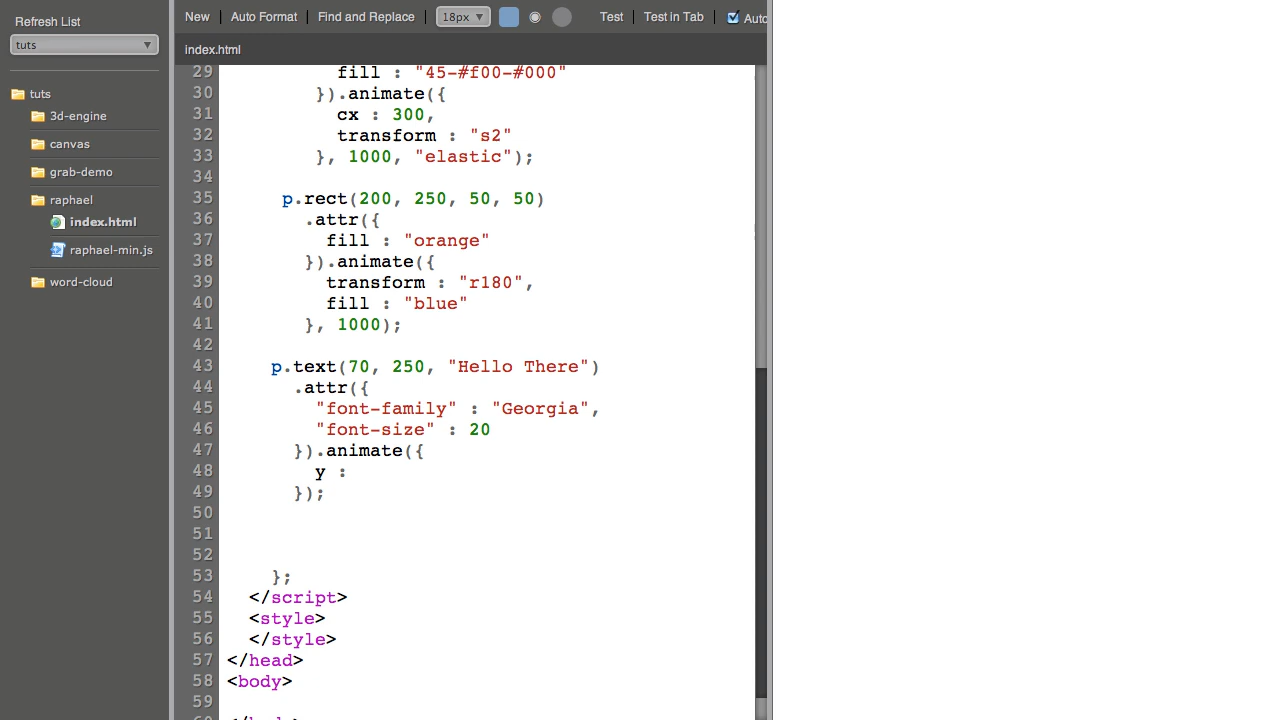 Refresh List
tuts
tuts
3d-engine
canvas
grab-demo
raphael
index.html
raphael-min.js
word-cloud
New Auto Format Find and Replace 18px Test Test in Tab Auto
index.html
29 fill : "45-#f00-#000"
30 }).animate({
31 cx : 300,
32 transform : "s2"
33 }, 1000, "elastic");
34
35 p.rect(200, 250, 50, 50)
36 .attr({
37 fill : "orange"
38 }).animate({
39 transform : "r180",
40 fill : "blue"
41 }, 1000);
42
43 p.text(70, 250, "Hello There")
44 .attr({
45 "font-family" : "Georgia",
46 "font-size" : 20
47 }).animate({
48 y :
49 });
50
51
52
53 };
54 </script>
55 <style>
56 </style>
57 </head>
58 <body>
59